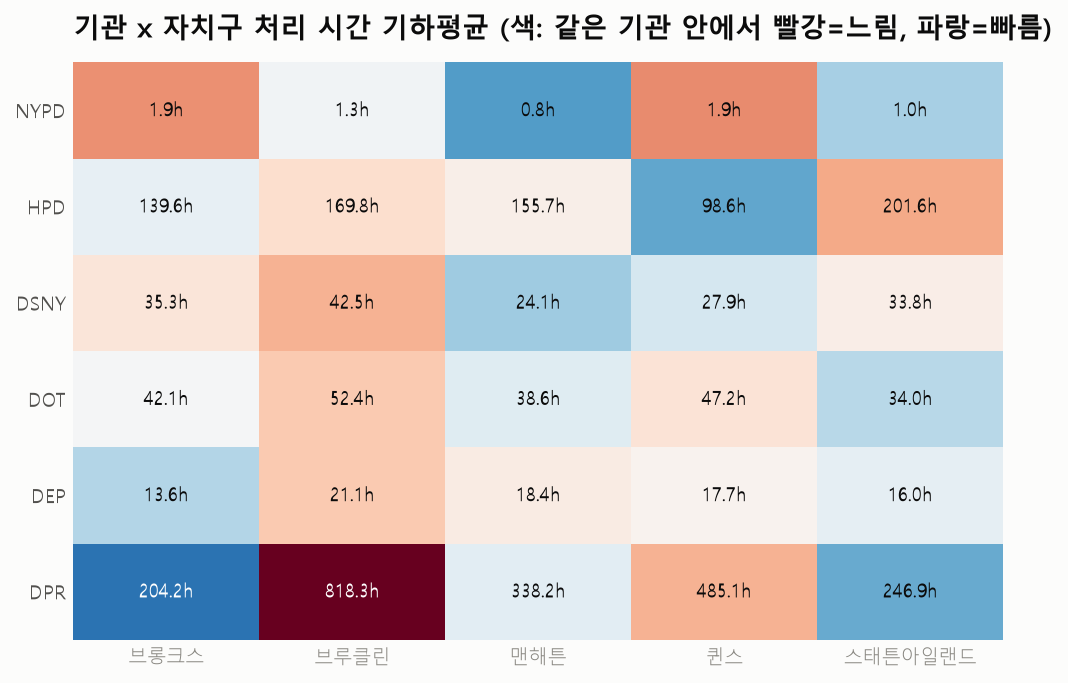 기관 x 자치구 처리 시간 기하평균 (색: 같은 기관 안에서 빨강=느림, 파랑=빠름)
NYPD 1.9h 1.3h 0.8h 1.9h 1.0h
HPD 139.6h 169.8h 155.7h 98.6h 201.6h
DSNY 35.3h 42.5h 24.1h 27.9h 33.8h
DOT 42.1h 52.4h 38.6h 47.2h 34.0h
DEP 13.6h 21.1h 18.4h 17.7h 16.0h
DPR 204.2h 818.3h 338.2h 485.1h 246.9h
브롱크스 브루클린 맨해튼 퀸스 스태튼아일랜드